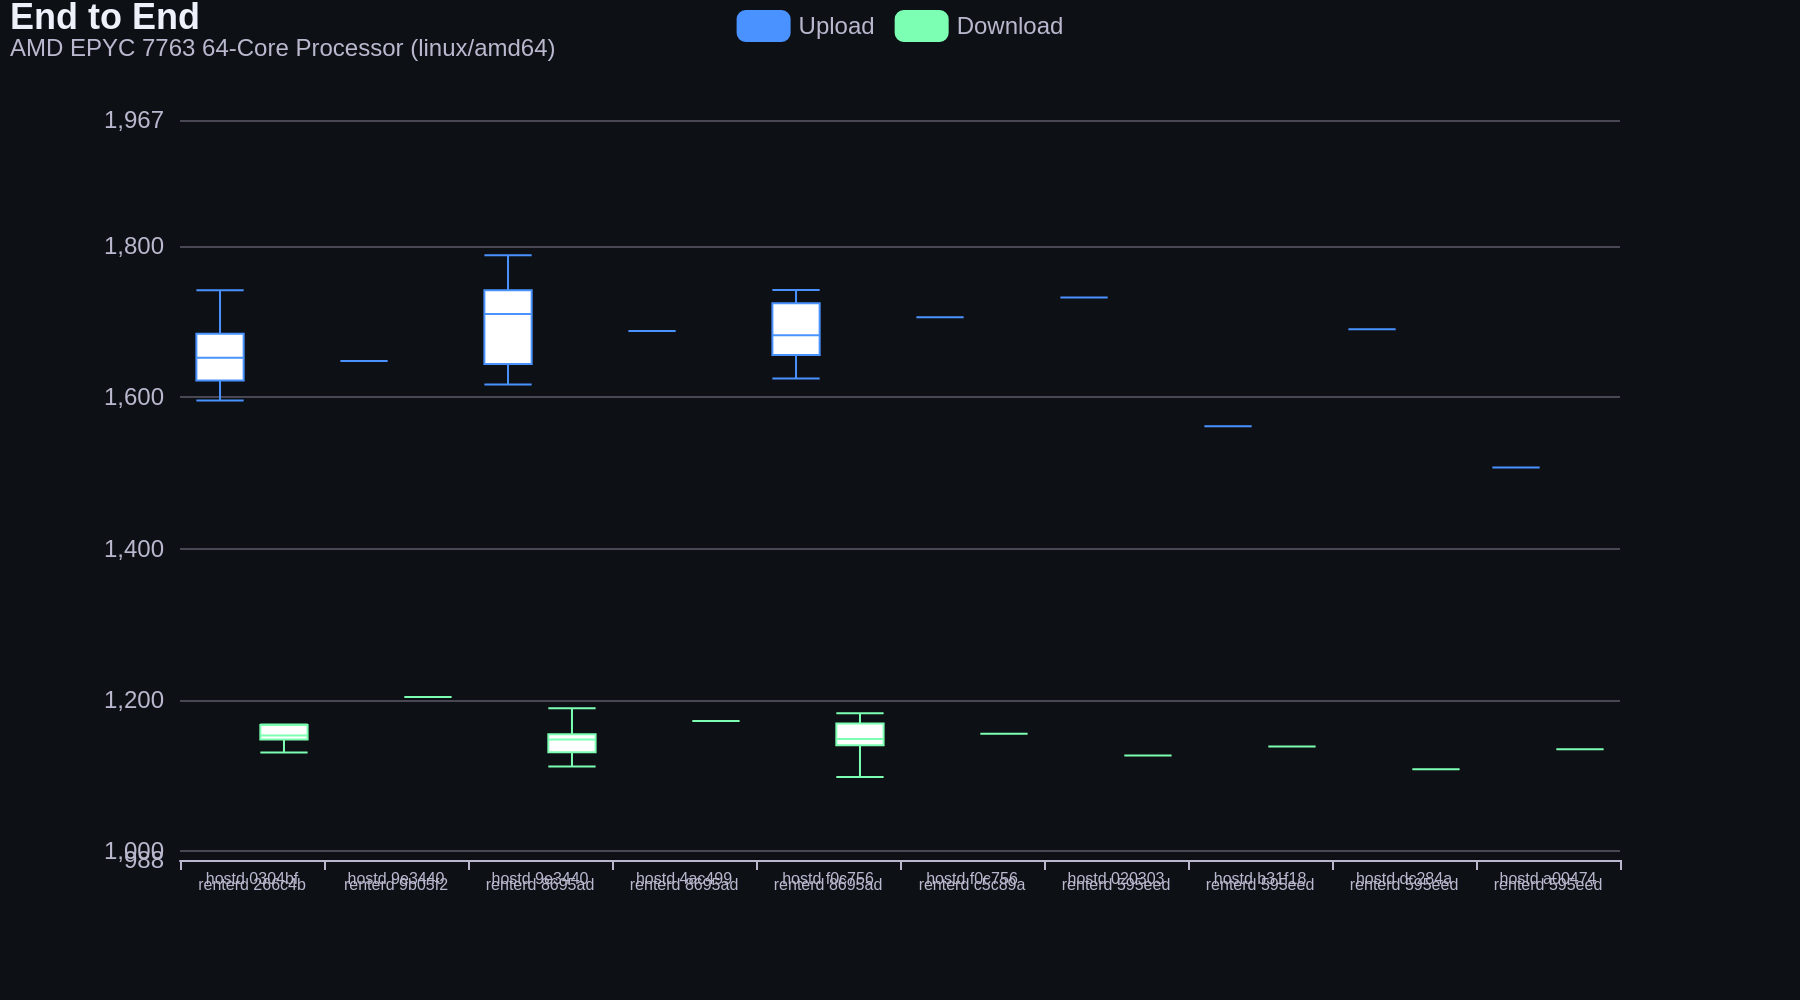 End to End
AMD EPYC 7763 64-Core Processor (linux/amd64)
Upload
Download
1,967
1,800
1,600
1,400
1,200
1,000
988
hostd 0304bf
renterd 266c4b
hostd 9e3440
renterd 9b05f2
hostd 9e3440
renterd 8695ad
hostd 4ac499
renterd 8695ad
hostd f0c756
renterd 8695ad
hostd f0c756
renterd c5c89a
hostd 020303
renterd 595eed
hostd b31f18
renterd 595eed
hostd dc284a
renterd 595eed
hostd a00474
renterd 595eed